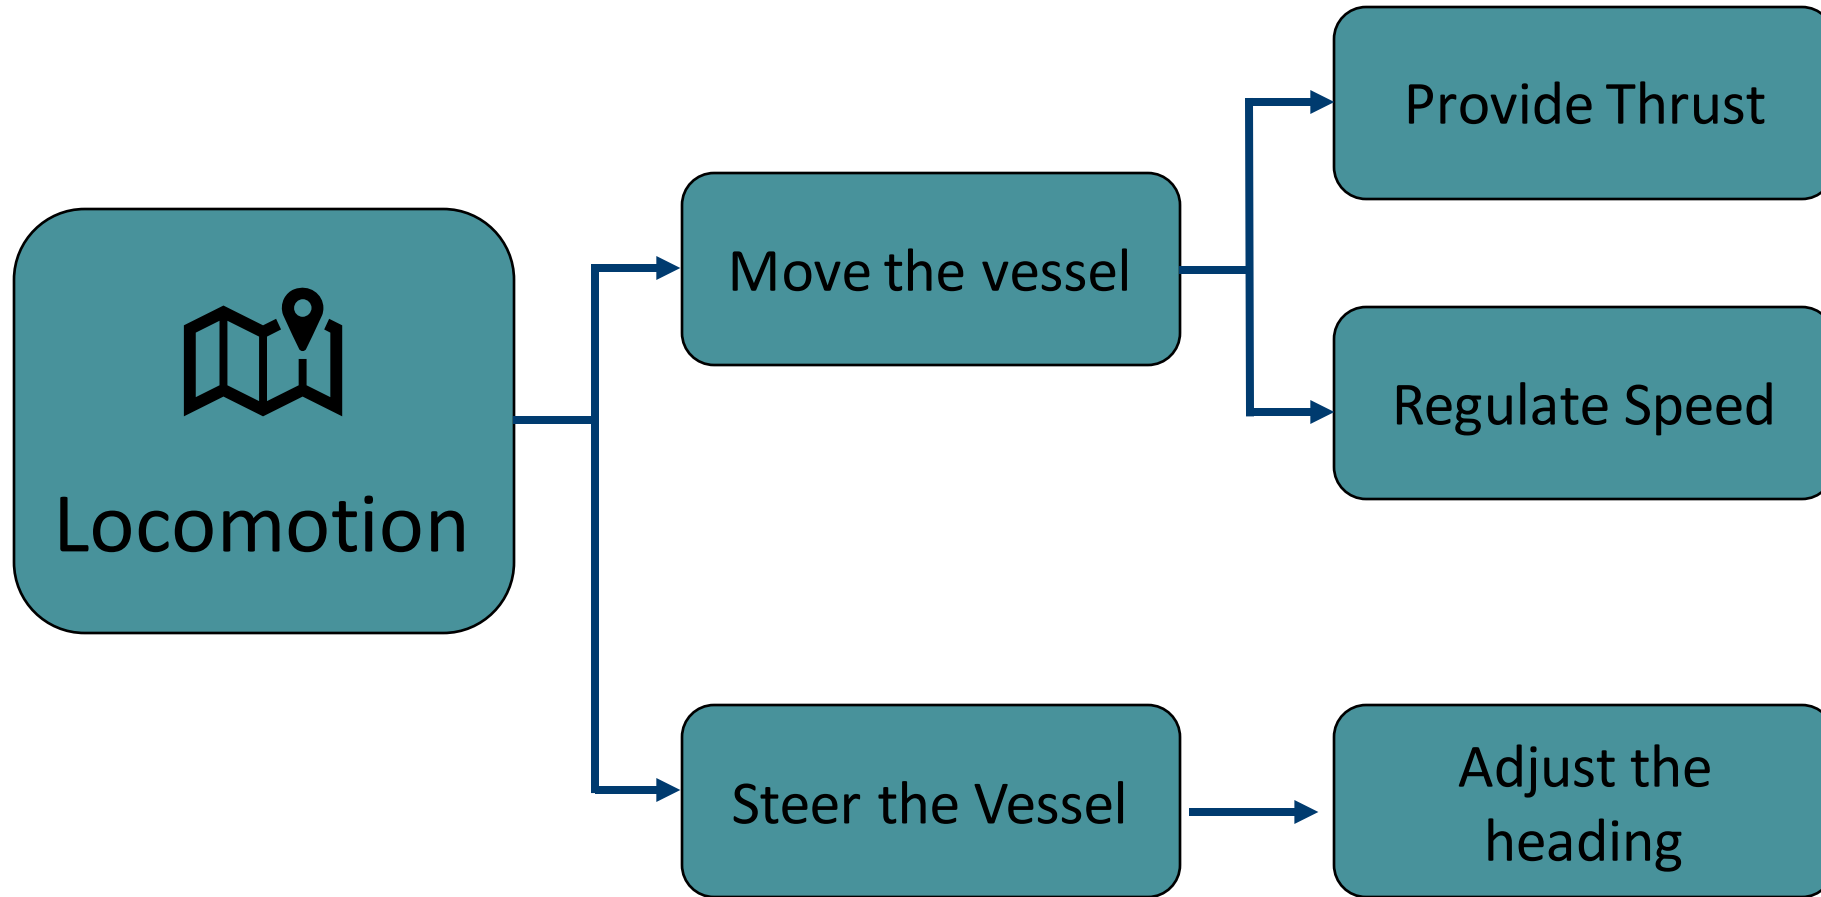 Locomotion
Move the vessel
Provide Thrust
Regulate Speed
Steer the Vessel
Adjust the
heading